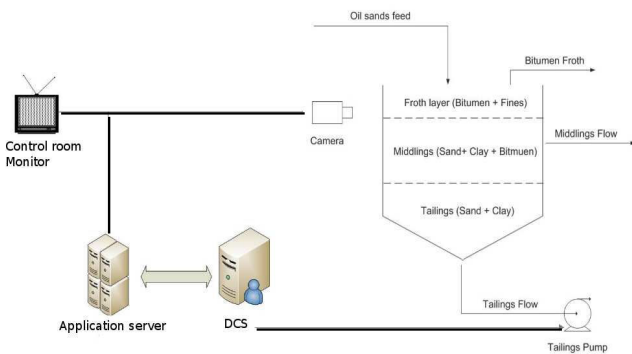 Oil sands feed
Bitumen Froth
Froth layer (Bitumen + Fines)
Control room
Monitor
Camera
Middlings (Sand+ Clay + Bitmuen)
Middlings Flow
Tailings (Sand + Clay)
Application server
DCS
Tailings Flow
Tailings Pump